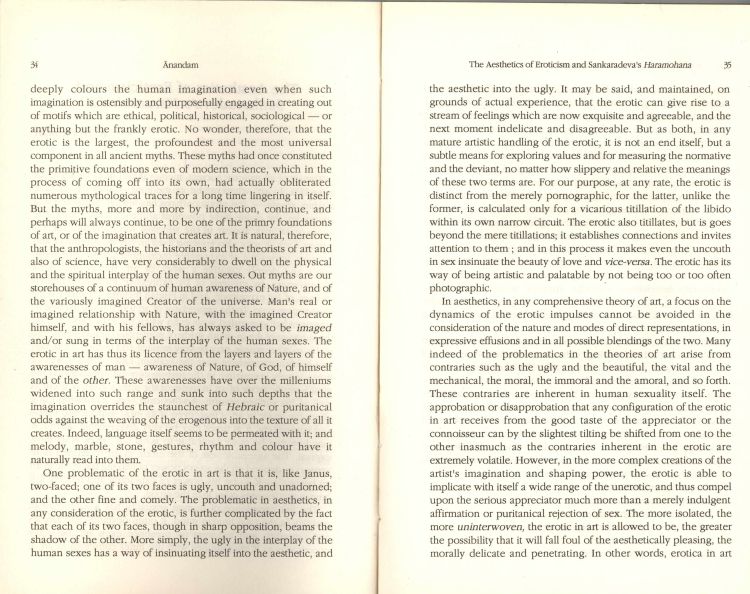 34 Ānandam
deeply colours the human imagination even when such
imagination is ostensibly and purposefully engaged in creating out
of motifs which are ethical, political, historical, sociological — or
anything but the frankly erotic. No wonder, therefore, that the
erotic is the largest, the profoundest and the most universal
component in all ancient myths. These myths had once constituted
the primitive foundations even of modern science, which in the
process of coming off into its own, had actually obliterated
numerous mythological traces for a long time lingering in itself.
But the myths, more and more by indirection, continue, and
perhaps will always continue, to be one of the primry foundations
of art, or of the imagination that creates art. It is natural, therefore,
that the anthropologists, the historians and the theorists of art and
also of science, have very considerably to dwell on the physical
and the spiritual interplay of the human sexes. Out myths are our
storehouses of a continuum of human awareness of Nature, and of
the variously imagined Creator of the universe. Man's real or
imagined relationship with Nature, with the imagined Creator
himself, and with his fellows, has always asked to be imaged
and/or sung in terms of the interplay of the human sexes. The
erotic in art has thus its licence from the layers and layers of the
awarenesses of man — awareness of Nature, of God, of himself
and of the other. These awarenesses have over the milleniums
widened into such range and sunk into such depths that the
imagination overrides the staunchest of Hebraic or puritanical
odds against the weaving of the erogenous into the texture of all it
creates. Indeed, language itself seems to be permeated with it; and
melody, marble, stone, gestures, rhythm and colour have it
naturally read into them.
One problematic of the erotic in art is that it is, like Janus,
two-faced; one of its two faces is ugly, uncouth and unadorned;
and the other fine and comely. The problematic in aesthetics, in
any consideration of the erotic, is further complicated by the fact
that each of its two faces, though in sharp opposition, beams the
shadow of the other. More simply, the ugly in the interplay of the
human sexes has a way of insinuating itself into the aesthetic, and
The Aesthetics of Eroticism and Sankaradeva's Haramohana 35
the aesthetic into the ugly. It may be said, and maintained, on
grounds of actual experience, that the erotic can give rise to a
stream of feelings which are now exquisite and agreeable, and the
next moment indelicate and disagreeable. But as both, in any
mature artistic handling of the erotic, it is not an end itself, but a
subtle means for exploring values and for measuring the normative
and the deviant, no matter how slippery and relative the meanings
of these two terms are. For our purpose, at any rate, the erotic is
distinct from the merely pornographic, for the latter, unlike the
former, is calculated only for a vicarious titillation of the libido
within its own narrow circuit. The erotic also titillates, but is goes
beyond the mere titillations; it establishes connections and invites
attention to them ; and in this process it makes even the uncouth
in sex insinuate the beauty of love and vice-versa. The erotic has its
way of being artistic and palatable by not being too or too often
photographic.
In aesthetics, in any comprehensive theory of art, a focus on the
dynamics of the erotic impulses cannot be avoided in the
consideration of the nature and modes of direct representations, in
expressive effusions and in all possible blendings of the two. Many
indeed of the problematics in the theories of art arise from
contraries such as the ugly and the beautiful, the vital and the
mechanical, the moral, the immoral and the amoral, and so forth.
These contraries are inherent in human sexuality itself. The
approbation or disapprobation that any configuration of the erotic
in art receives from the good taste of the appreciator or the
connoisseur can by the slightest tilting be shifted from one to the
other inasmuch as the contraries inherent in the erotic are
extremely volatile. However, in the more complex creations of the
artist's imagination and shaping power, the erotic is able to
implicate with itself a wide range of the unerotic, and thus compel
upon the serious appreciator much more than a merely indulgent
affirmation or puritanical rejection of sex. The more isolated, the
more uninterwoven, the erotic in art is allowed to be, the greater
the possibility that it will fall foul of the aesthetically pleasing, the
morally delicate and penetrating. In other words, erotica in art